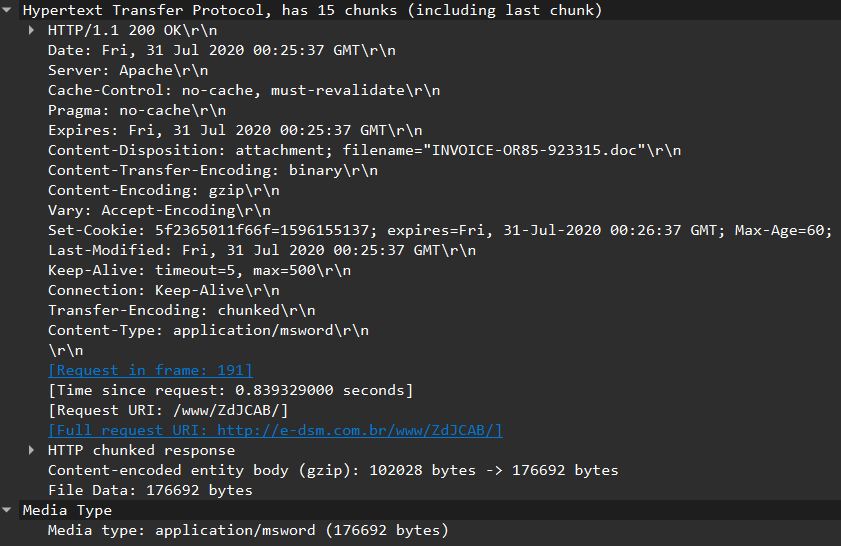 Hypertext Transfer Protocol, has 15 chunks (including last chunk)
HTTP/1.1 200 OK\r\n
Date: Fri, 31 Jul 2020 00:25:37 GMT\r\n
Server: Apache\r\n
Cache-Control: no-cache, must-revalidate\r\n
Pragma: no-cache\r\n
Expires: Fri, 31 Jul 2020 00:25:37 GMT\r\n
Content-Disposition: attachment; filename="INVOICE-OR85-923315.doc"\r\n
Content-Transfer-Encoding: binary\r\n
Content-Encoding: gzip\r\n
Vary: Accept-Encoding\r\n
Set-Cookie: 5f2365011f66f=1596155137; expires=Fri, 31-Jul-2020 00:26:37 GMT; Max-Age=60;
Last-Modified: Fri, 31 Jul 2020 00:25:37 GMT\r\n
Keep-Alive: timeout=5, max=500\r\n
Connection: Keep-Alive\r\n
Transfer-Encoding: chunked\r\n
Content-Type: application/msword\r\n
\r\n
[Request in frame: 191]
[Time since request: 0.839329000 seconds]
[Request URI: /www/ZdJCAB/]
[Full request URI: http://e-dsm.com.br/www/ZdJCAB/]
HTTP chunked response
Content-encoded entity body (gzip): 102028 bytes -> 176692 bytes
File Data: 176692 bytes
Media Type
Media type: application/msword (176692 bytes)